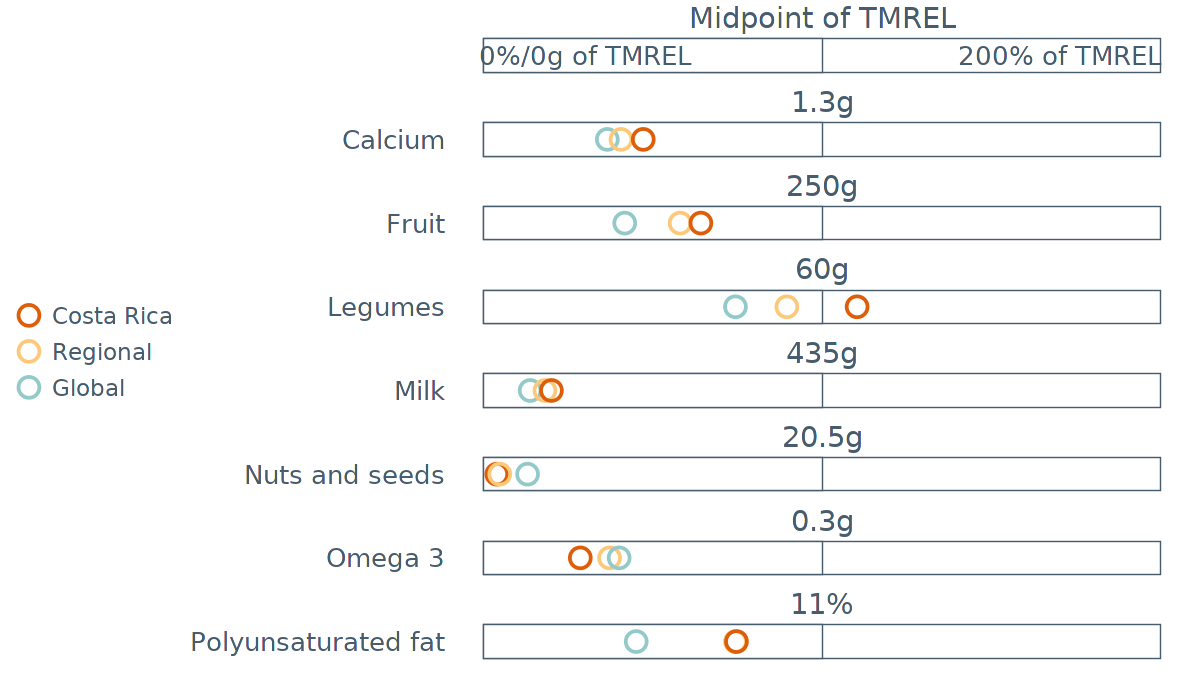 Midpoint of TMREL
0%/0g of TMREL
200% of TMREL
1.3g
Calcium
250g
Fruit
60g
Legumes
435g
Milk
20.5g
Nuts and seeds
0.3g
Omega 3
11%
Polyunsaturated fat
Costa Rica
Regional
Global